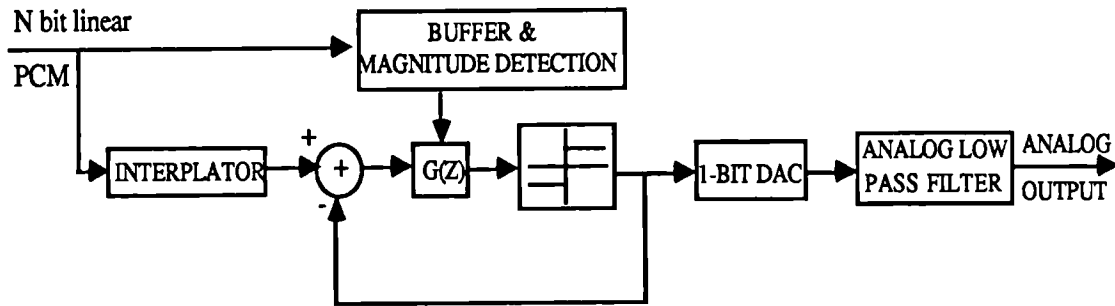 N bit linear
PCM
BUFFER &
MAGNITUDE DETECTION
INTERPLATOR
+
+
-
G(Z)
1-BIT DAC
ANALOG LOW
PASS FILTER
ANALOG
OUTPUT